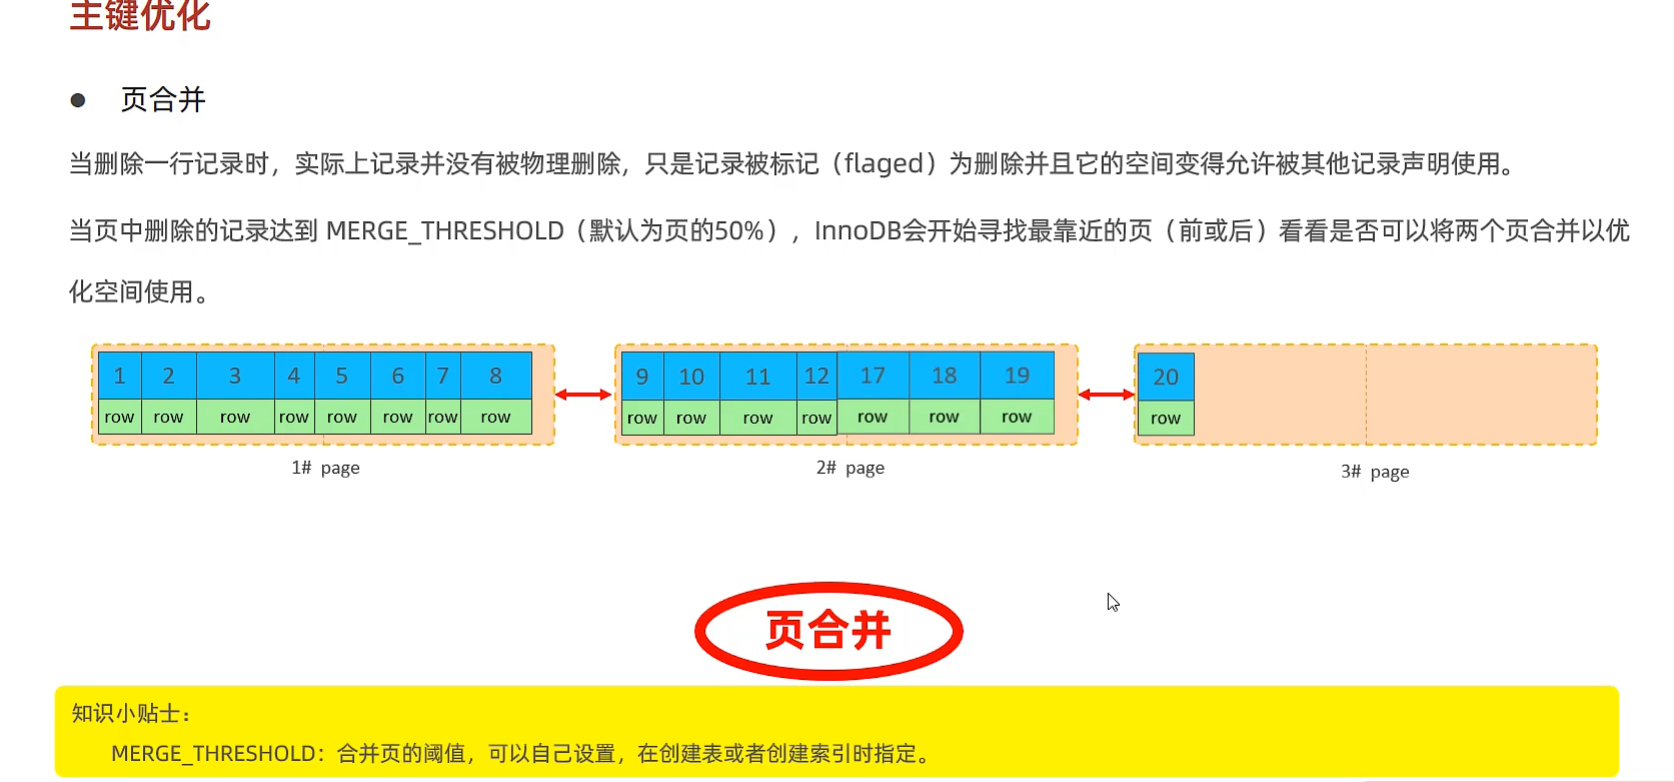 主键优化
● 页合并
当删除一行记录时，实际上记录并没有被物理删除，只是记录被标记（flaged）为删除并且它的空间变得允许被其他记录声明使用。
当页中删除的记录达到 MERGE_THRESHOLD（默认为页的50%），InnoDB会开始寻找最靠近的页（前或后）看看是否可以将两个页合并以优
化空间使用。
1 2 3 4 5 6 7 8
row row row row row row row row
1# page
9 10 11 12 17 18 19
row row row row row row row
2# page
20
row
3# page
页合并
知识小贴士：
MERGE_THRESHOLD：合并页的阈值，可以自己设置，在创建表或者创建索引时指定。